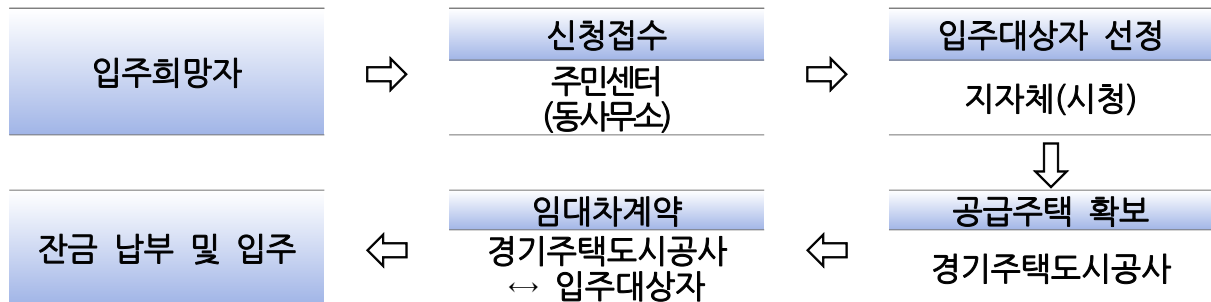 입주희망자
신청접수
주민센터
(동사무소)
입주대상자 선정
지자체(시청)
공급주택 확보
경기주택도시공사
임대차계약
경기주택도시공사
↔ 입주대상자
잔금 납부 및 입주